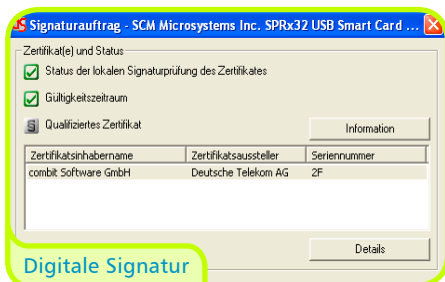 Signaturauftrag - SCM Microsystems Inc. SPRx32 USB Smart Card ...
Zertifikat(e) und Status
Status der lokalen Signaturprüfung des Zertifikates
Gültigkeitszeitraum
Qualifiziertes Zertifikat
Information
Zertifikatsinhabername Zertifikatsaussteller Seriennummer
combit Software GmbH Deutsche Telekom AG 2F
Details
Digitale Signatur